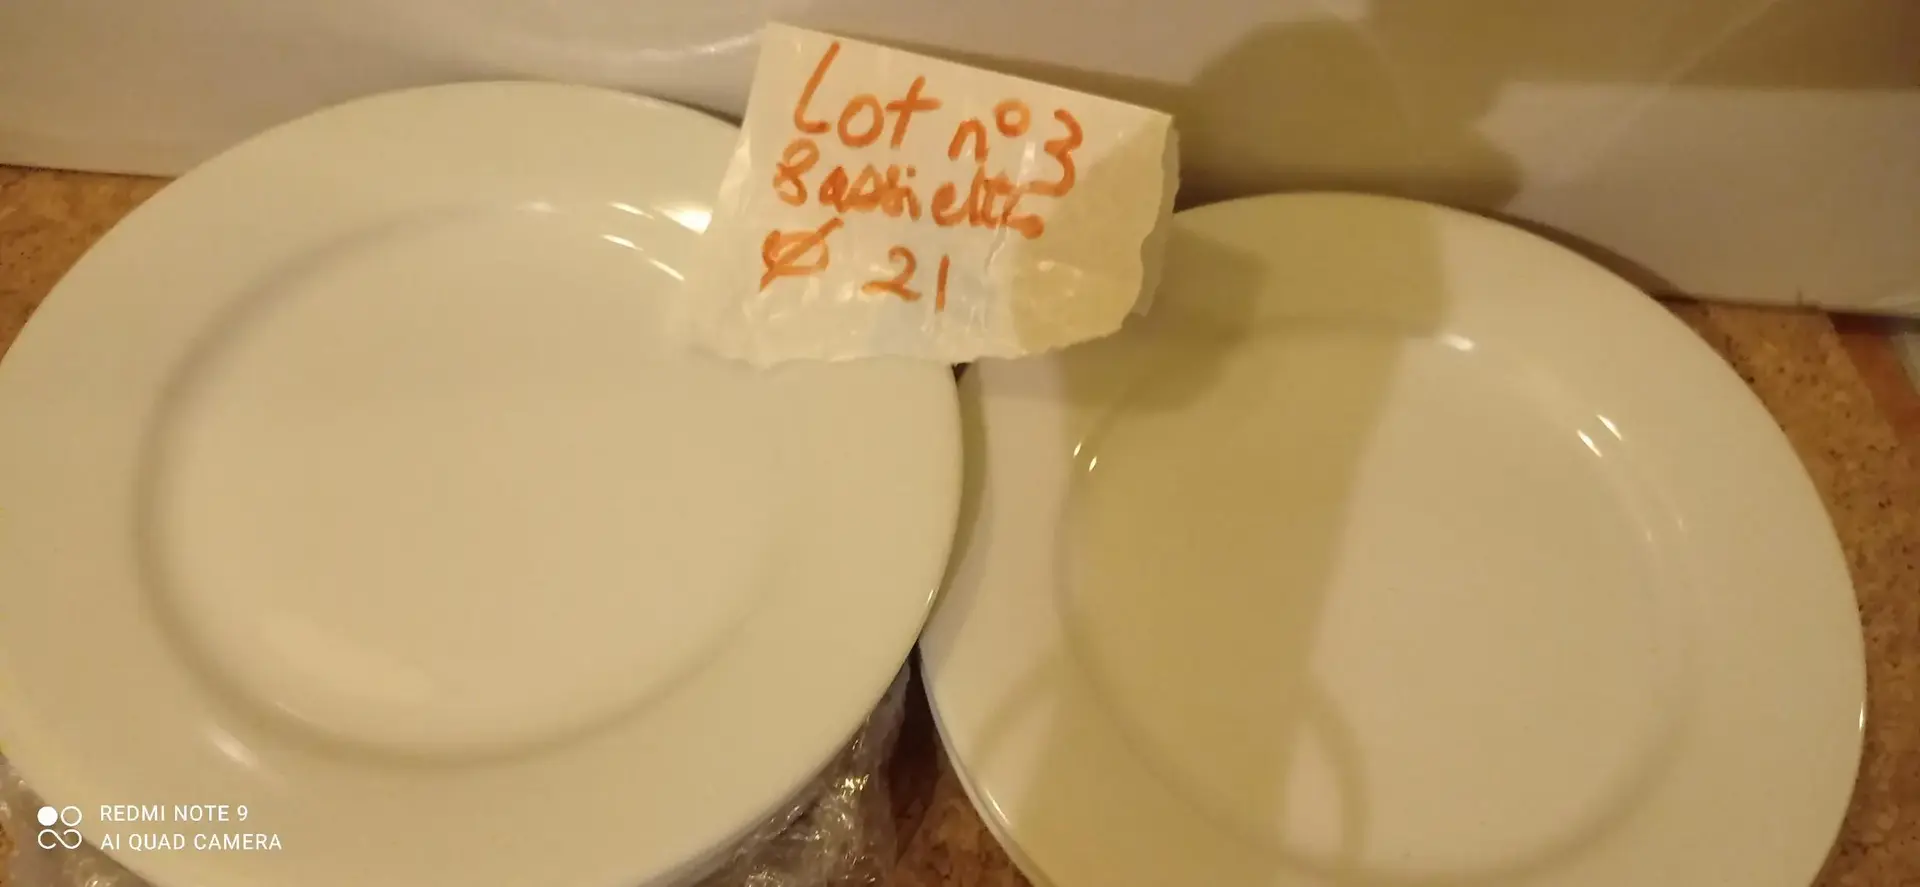 Lot n° 3
8 assiettes
Ø 21
REDMI NOTE 9
AI QUAD CAMERA